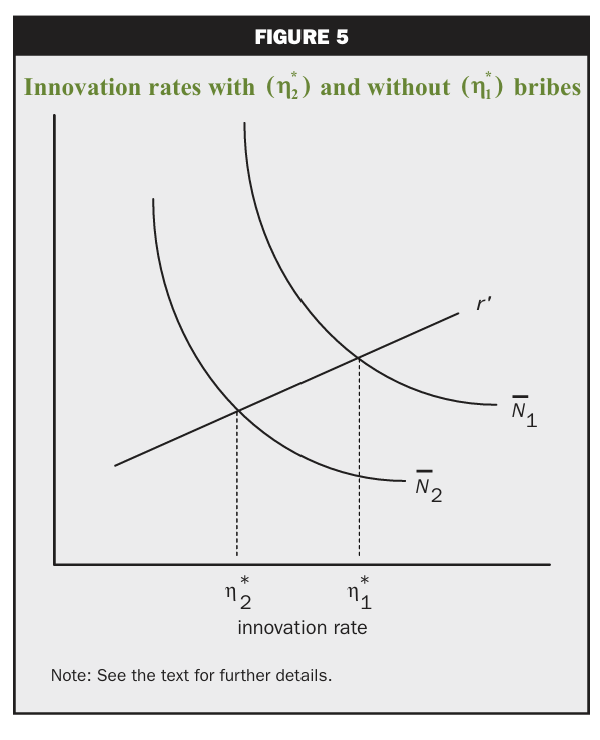 FIGURE 5
Innovation rates with (η₂*) and without (η₁*) bribes
r'
N̅₁
N̅₂
η₂* η₁*
innovation rate
Note: See the text for further details.